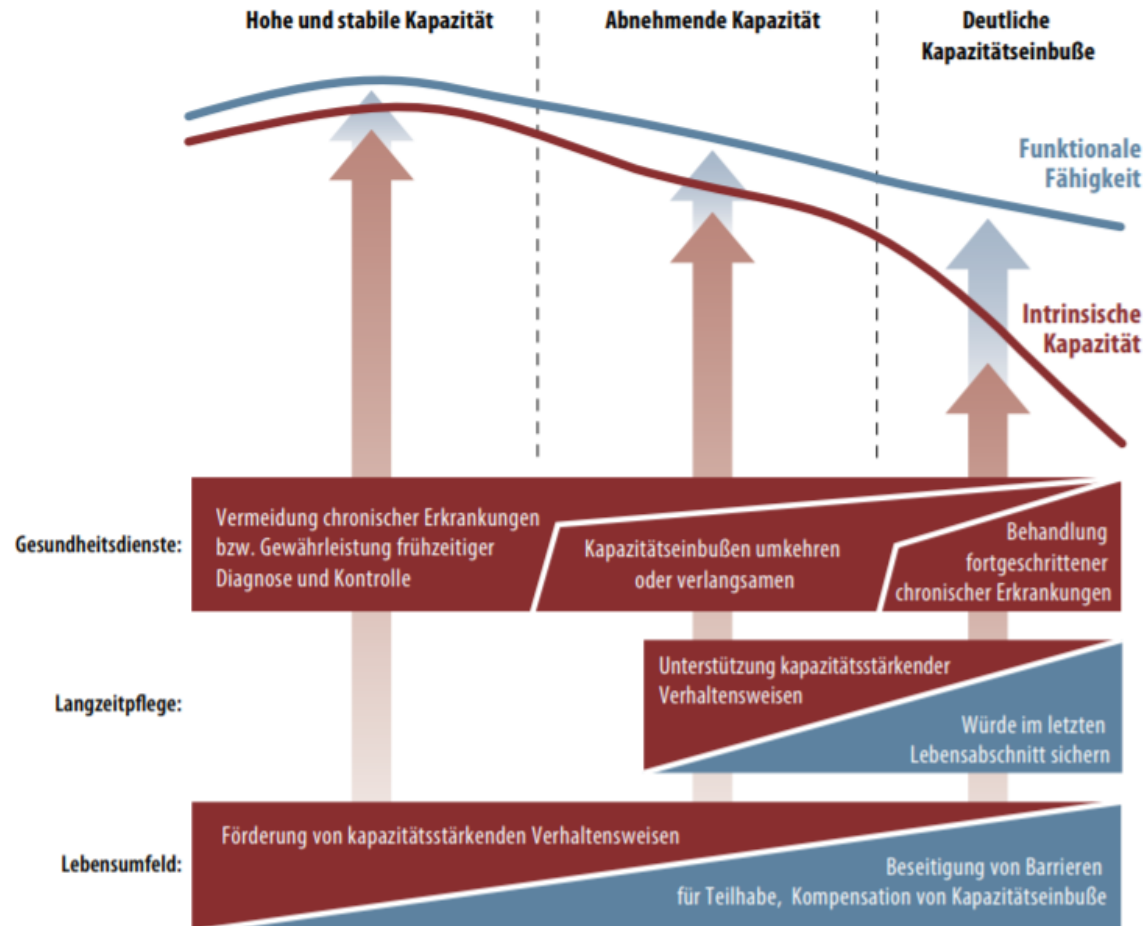 Hohe und stabile Kapazität
Abnehmende Kapazität
Deutliche
Kapazitätseinbuße
Funktionale
Fähigkeit
Intrinsische
Kapazität
Gesundheitsdienste:
Vermeidung chronischer Erkrankungen
bzw. Gewährleistung frühzeitiger
Diagnose und Kontrolle
Kapazitätseinbußen umkehren
oder verlangsamen
Behandlung
fortgeschrittener
chronischer Erkrankungen
Langzeitpflege:
Unterstützung kapazitätsstärkender
Verhaltensweisen
Würde im letzten
Lebensabschnitt sichern
Lebensumfeld:
Förderung von kapazitätsstärkenden Verhaltensweisen
Beseitigung von Barrieren
für Teilhabe, Kompensation von Kapazitätseinbuße